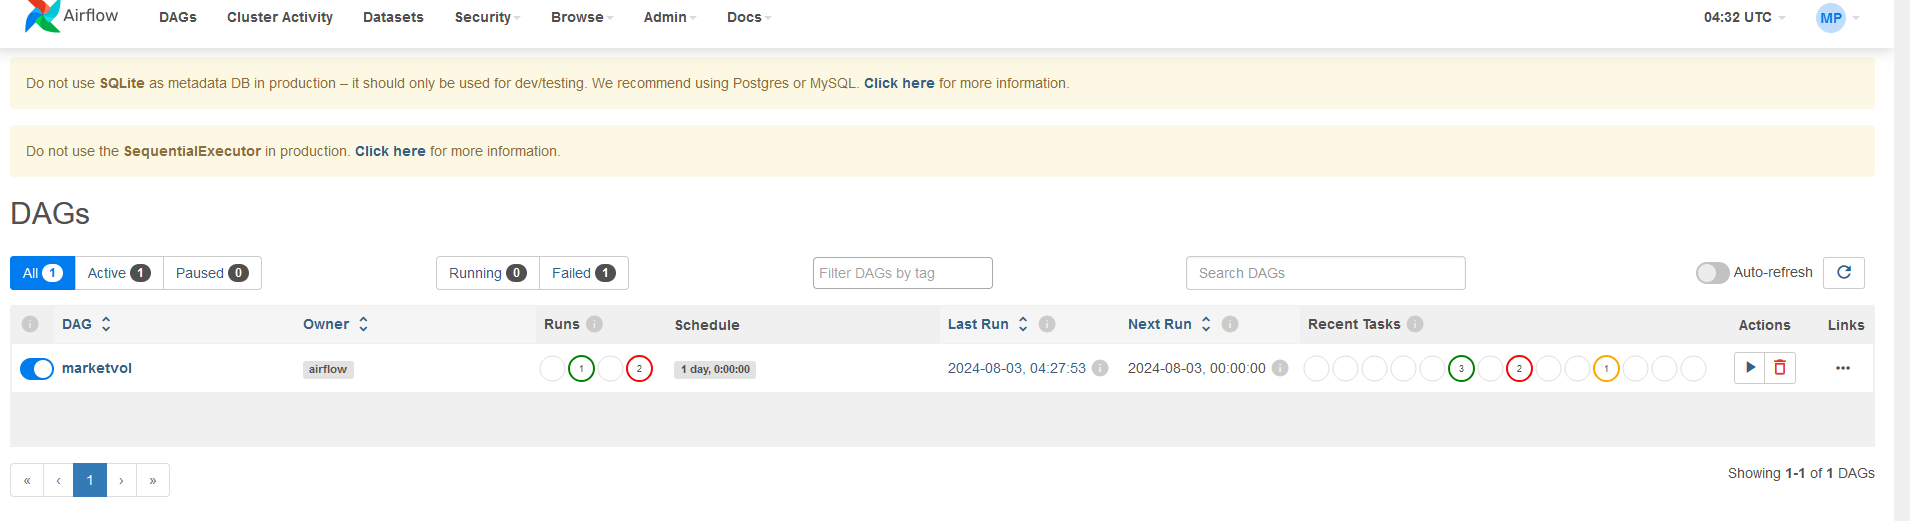 Airflow DAGs Cluster Activity Datasets Security Browse Admin Docs 04:32 UTC MP
Do not use SQLite as metadata DB in production – it should only be used for dev/testing. We recommend using Postgres or MySQL. Click here for more information.
Do not use the SequentialExecutor in production. Click here for more information.
DAGs
All 1 Active 1 Paused 0 Running 0 Failed 1 Filter DAGs by tag Search DAGs Auto-refresh
i DAG Owner Runs i Schedule Last Run i Next Run i Recent Tasks i Actions Links
marketvol airflow 1 2 1 day, 0:00:00 2024-08-03, 04:27:53 i 2024-08-03, 00:00:00 i 3 2 1 ...
« ‹ 1 › » Showing 1-1 of 1 DAGs